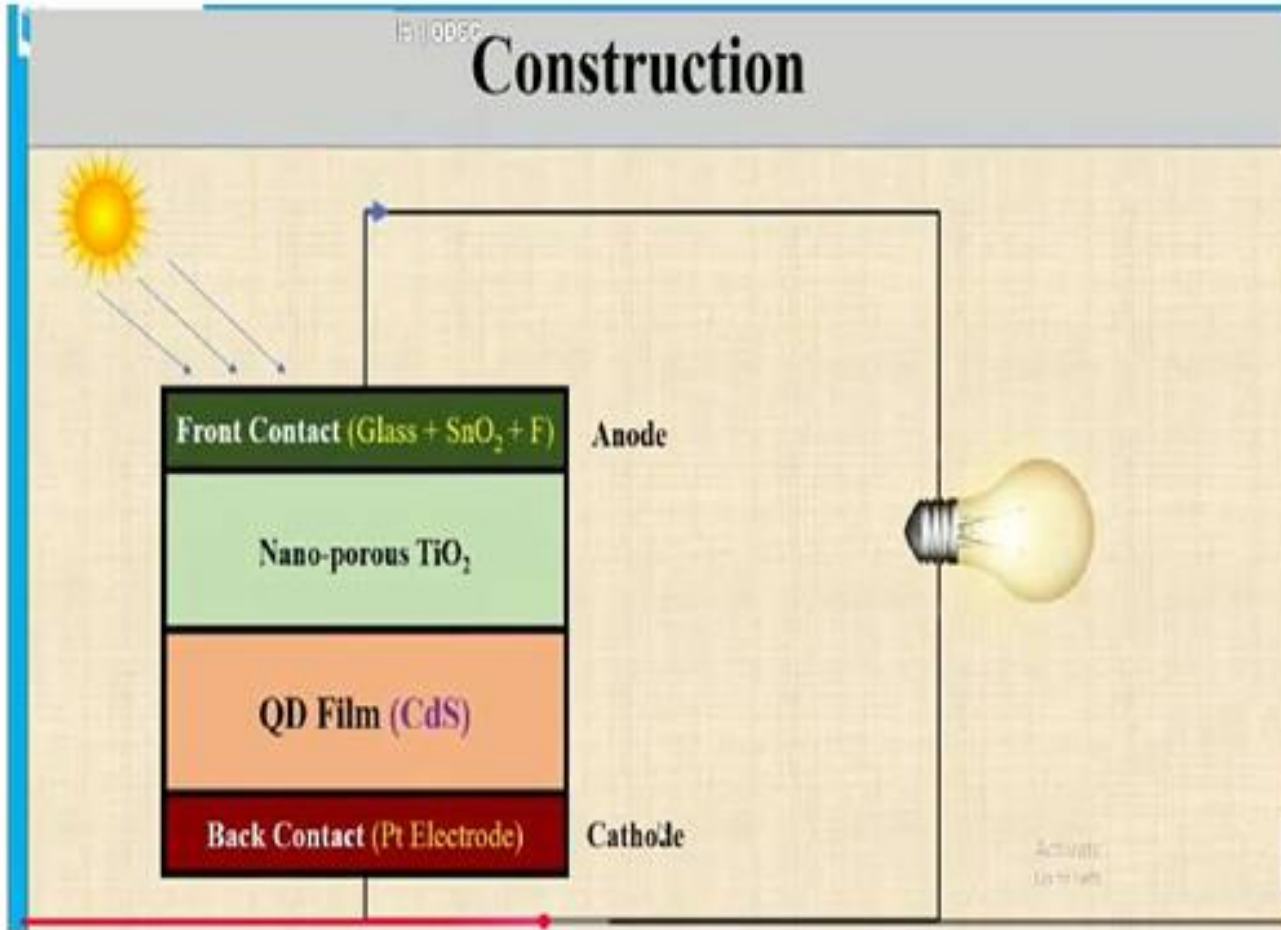 Construction
Front Contact (Glass + SnO₂ + F)
Anode
Nano-porous TiO₂
QD Film (CdS)
Back Contact (Pt Electrode)
Cathode